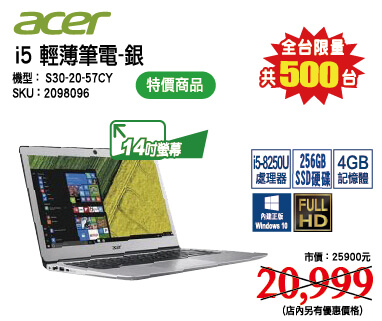 acer
i5 輕薄筆電-銀
機型： S30-20-57CY
SKU：2098096
特價商品
全台限量
共500台
14吋螢幕
i5-8250U
處理器
256GB
SSD硬碟
4GB
記憶體
內建正版
Windows 10
FULL
HD
acer
市價：25900元
20,999
(店內另有優惠價格)